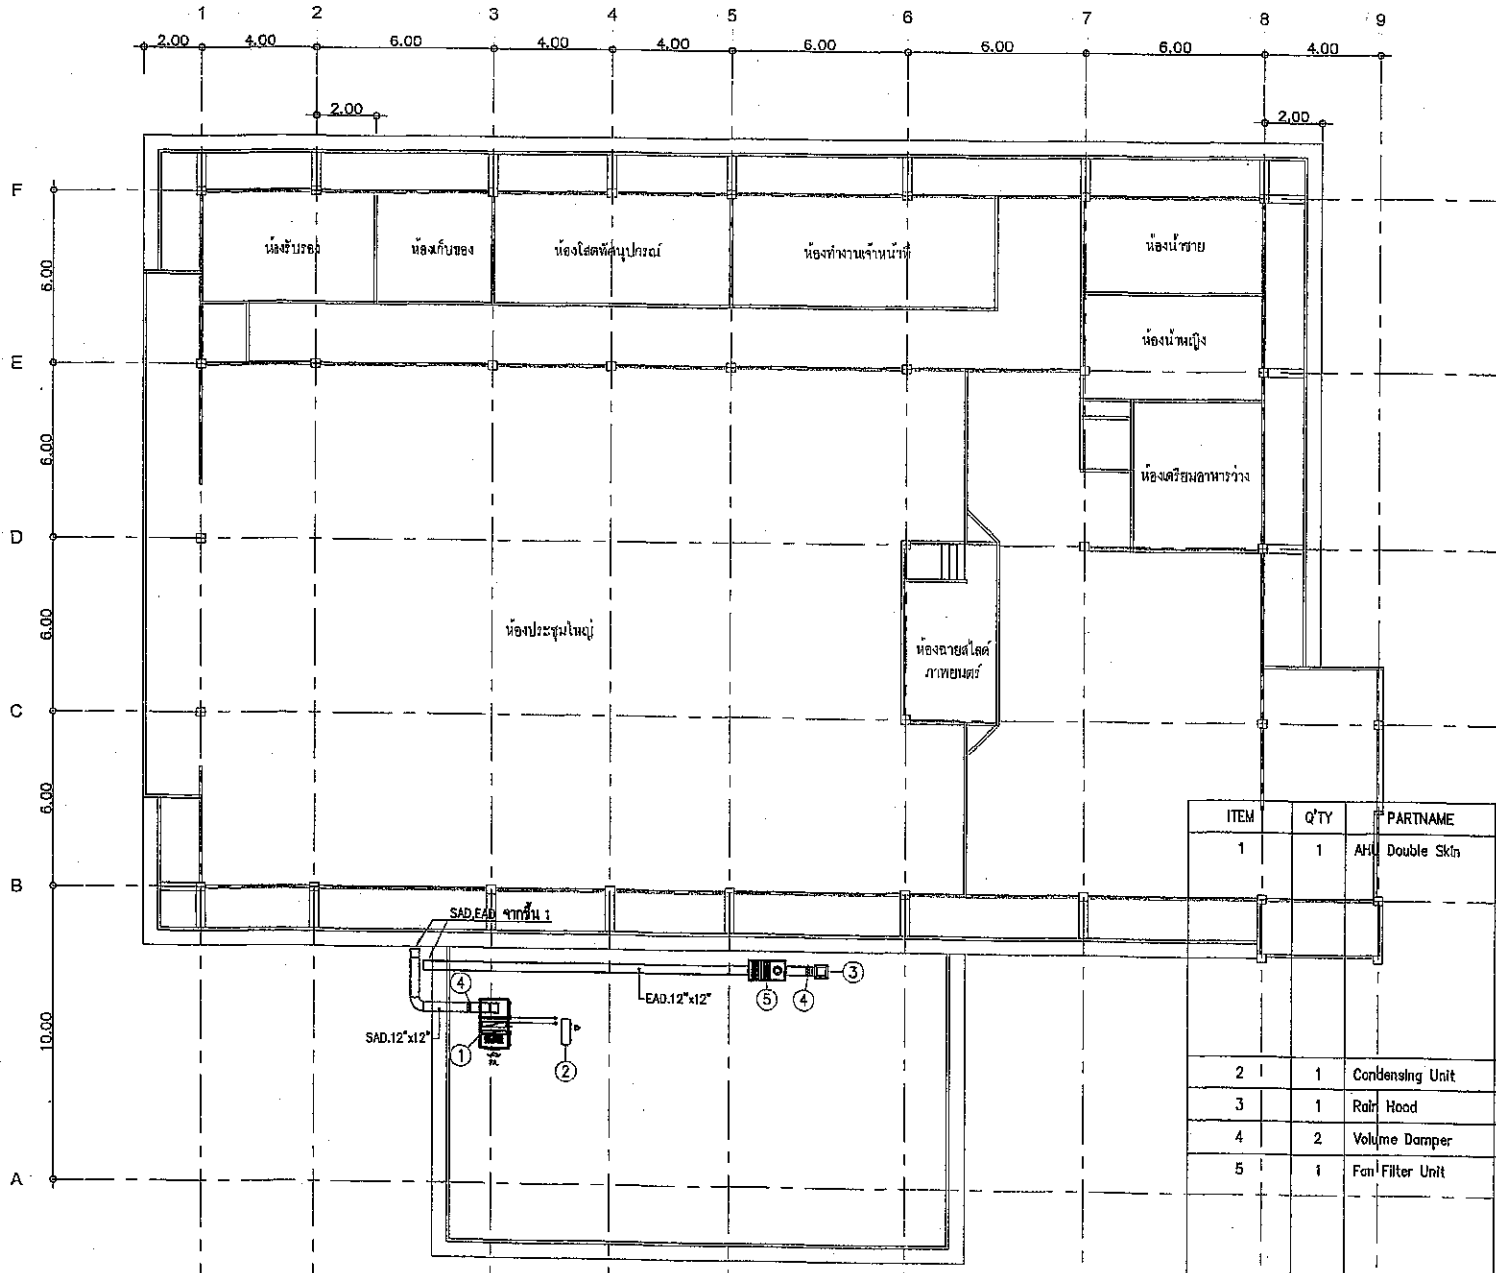 1 2 3 4 5 6 7 8 9
2.00 4.00 6.00 4.00 4.00 6.00 6.00 6.00 4.00
2.00 2.00
F
ห้องรับรอง ห้องเก็บของ ห้องโสตทัศนูปกรณ์ ห้องทำงานเจ้าหน้าที่ ห้องน้ำชาย
6.00
ห้องน้ำหญิง
E
6.00
ห้องเตรียมอาหารว่าง
D
6.00
ห้องประชุมใหญ่
ห้องฉายสไลด์
ภาพยนตร์
C
6.00
ITEM Q'TY PARTNAME
1 1 AHU Double Skin
B
SAD,EAD จากชั้น 1
4 5 4 3
EAD.12"x12"
10.00
SAD.12"x12"
1 2
2 1 Condensing Unit
3 1 Rain Hood
4 2 Volume Damper
5 1 Fan Filter Unit
A